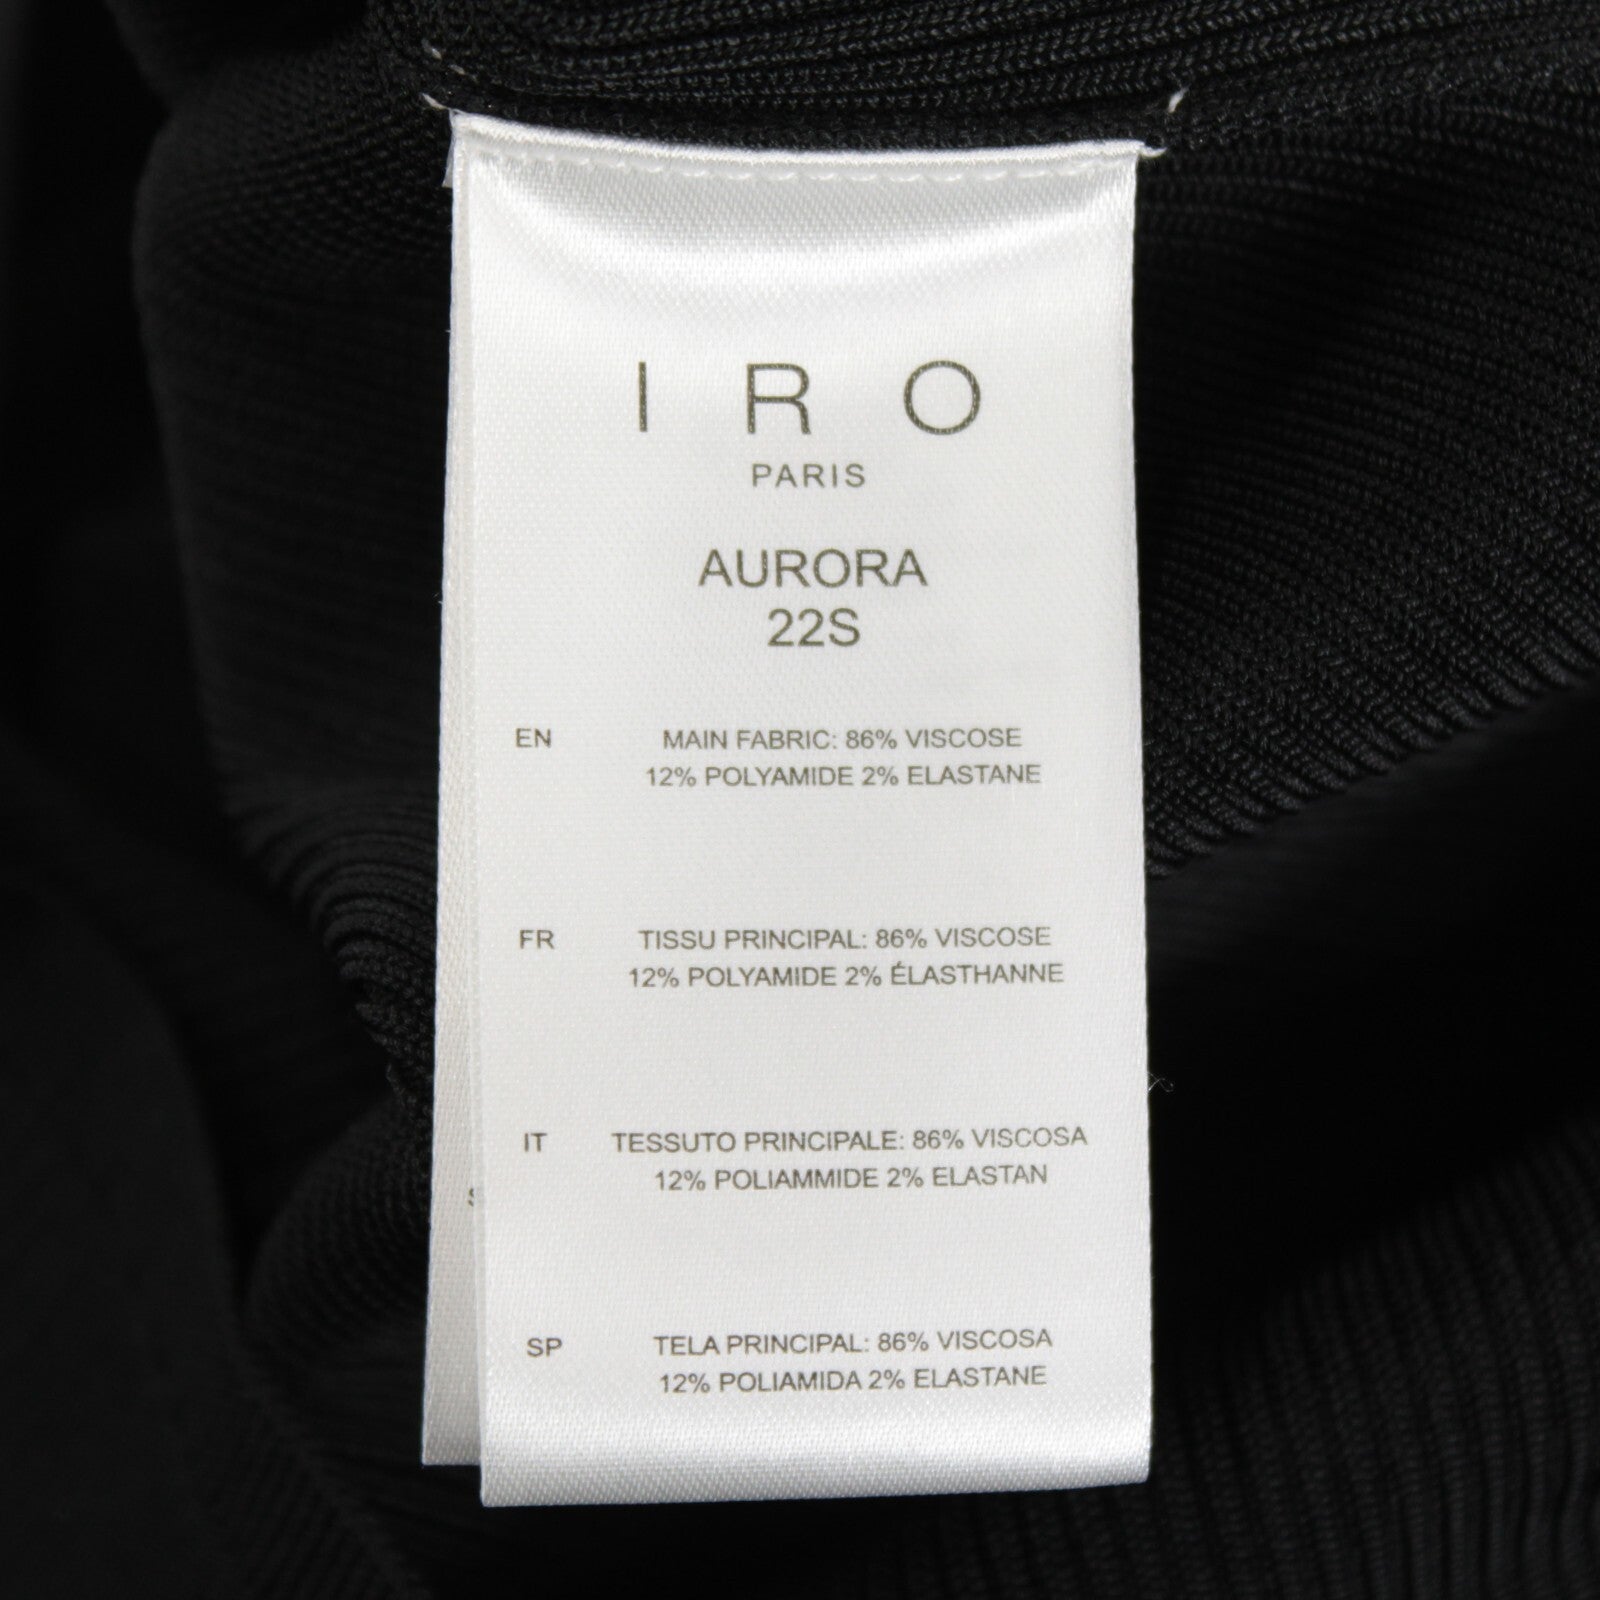 IRO
PARIS
AURORA
22S
EN MAIN FABRIC: 86% VISCOSE
12% POLYAMIDE 2% ELASTANE
FR TISSU PRINCIPAL: 86% VISCOSE
12% POLYAMIDE 2% ÉLASTHANNE
IT TESSUTO PRINCIPALE: 86% VISCOSA
12% POLIAMMIDE 2% ELASTAN
SP TELA PRINCIPAL: 86% VISCOSA
12% POLIAMIDA 2% ELASTANE